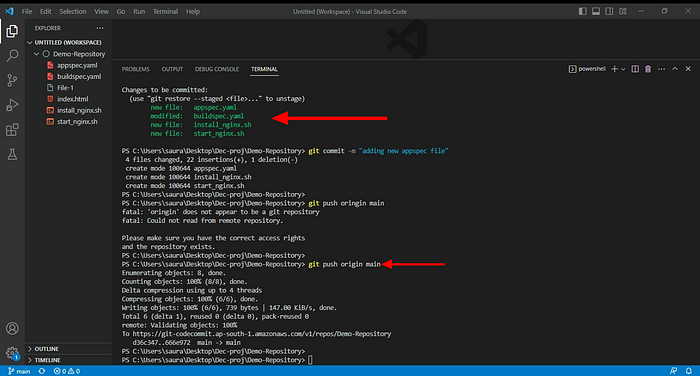 File Edit Selection View Go Run Terminal Help
Untitled (Workspace) - Visual Studio Code
EXPLORER
UNTITLED (WORKSPACE)
Demo-Repository
appspec.yaml
buildspec.yaml
File-1
index.html
install_nginx.sh
start_nginx.sh
OUTLINE
TIMELINE
PROBLEMS OUTPUT DEBUG CONSOLE TERMINAL
powershell
Changes to be committed:
(use "git restore --staged <file>..." to unstage)
new file: appspec.yaml
modified: buildspec.yaml
new file: install_nginx.sh
new file: start_nginx.sh
PS C:\Users\saura\Desktop\Dec-proj\Demo-Repository> git commit -m "adding new appspec file"
4 files changed, 22 insertions(+), 1 deletion(-)
create mode 100644 appspec.yaml
create mode 100644 install_nginx.sh
create mode 100644 start_nginx.sh
PS C:\Users\saura\Desktop\Dec-proj\Demo-Repository>
PS C:\Users\saura\Desktop\Dec-proj\Demo-Repository> git push oringin main
fatal: 'oringin' does not appear to be a git repository
fatal: Could not read from remote repository.
Please make sure you have the correct access rights
and the repository exists.
PS C:\Users\saura\Desktop\Dec-proj\Demo-Repository>
PS C:\Users\saura\Desktop\Dec-proj\Demo-Repository> git push origin main
Enumerating objects: 8, done.
Counting objects: 100% (8/8), done.
Delta compression using up to 4 threads
Compressing objects: 100% (6/6), done.
Writing objects: 100% (6/6), 739 bytes | 147.00 KiB/s, done.
Total 6 (delta 1), reused 0 (delta 0), pack-reused 0
remote: Validating objects: 100%
To https://git-codecommit.ap-south-1.amazonaws.com/v1/repos/Demo-Repository
d36c347..666e972 main -> main
PS C:\Users\saura\Desktop\Dec-proj\Demo-Repository>
PS C:\Users\saura\Desktop\Dec-proj\Demo-Repository>
main 0 0